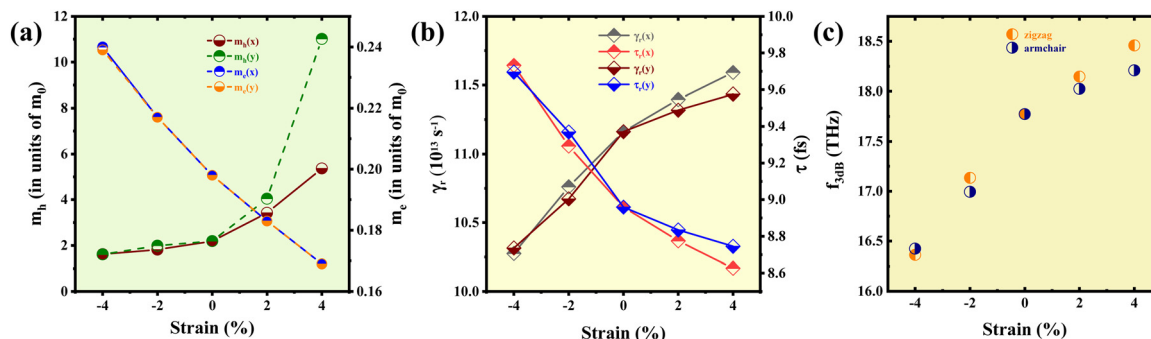 (a)
m_h (in units of m_0)
12
10
8
6
4
2
0
m_h(x)
m_h(y)
m_e(x)
m_e(y)
0.24
0.22
0.20
0.18
0.16
m_e (in units of m_0)
-4 -2 0 2 4
Strain (%)
(b)
γ_r (10¹³ s⁻¹)
12.0
11.5
11.0
10.5
10.0
γ_r(x)
τ_r(x)
γ_r(y)
τ_r(y)
10.0
9.8
9.6
9.4
9.2
9.0
8.8
8.6
τ (fs)
-4 -2 0 2 4
Strain (%)
(c)
f_3dB (THz)
18.5
18.0
17.5
17.0
16.5
16.0
zigzag
armchair
-4 -2 0 2 4
Strain (%)